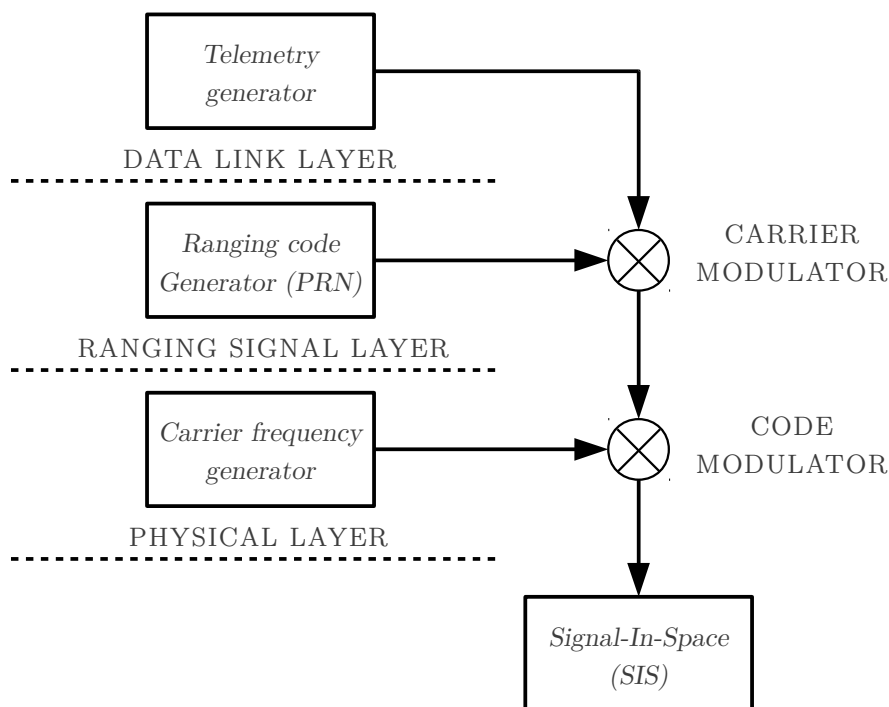 Telemetry
generator
DATA LINK LAYER
Ranging code
Generator (PRN)
CARRIER
MODULATOR
RANGING SIGNAL LAYER
Carrier frequency
generator
CODE
MODULATOR
PHYSICAL LAYER
Signal-In-Space
(SIS)